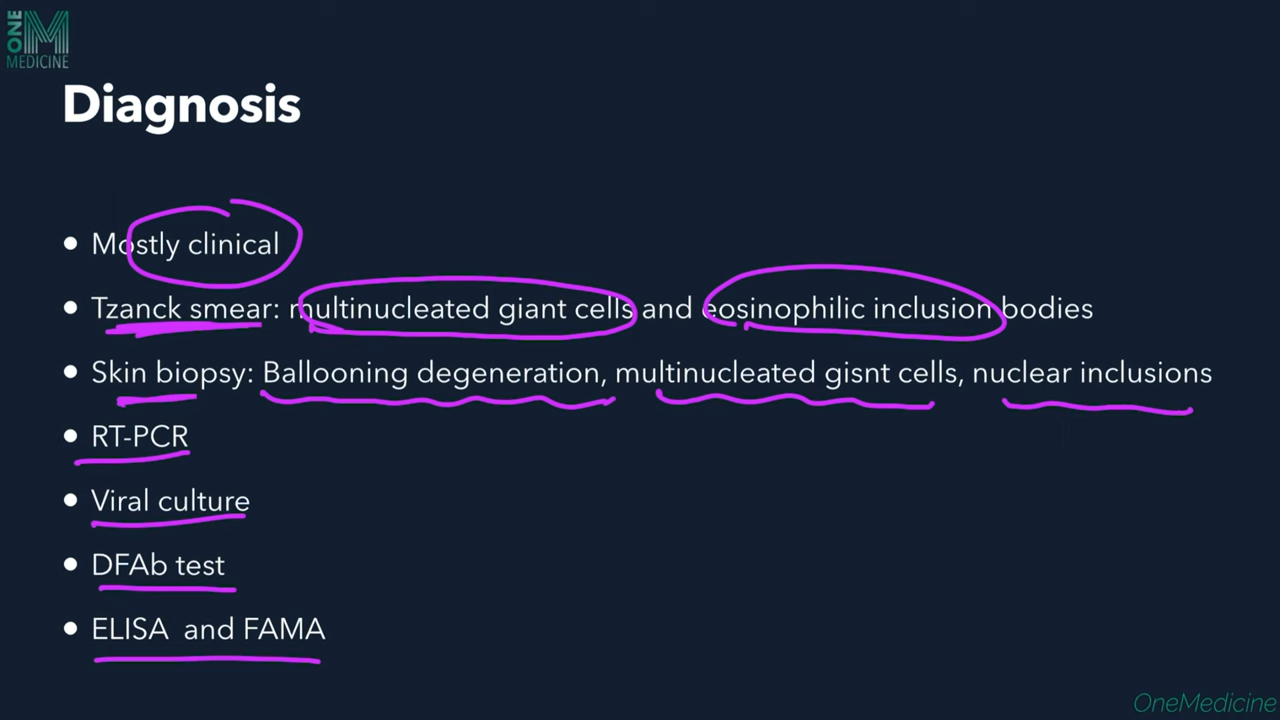 ONE M
MEDICINE
Diagnosis
• Mostly clinical
• Tzanck smear: multinucleated giant cells and eosinophilic inclusion bodies
• Skin biopsy: Ballooning degeneration, multinucleated gisnt cells, nuclear inclusions
• RT-PCR
• Viral culture
• DFAb test
• ELISA and FAMA
OneMedicine